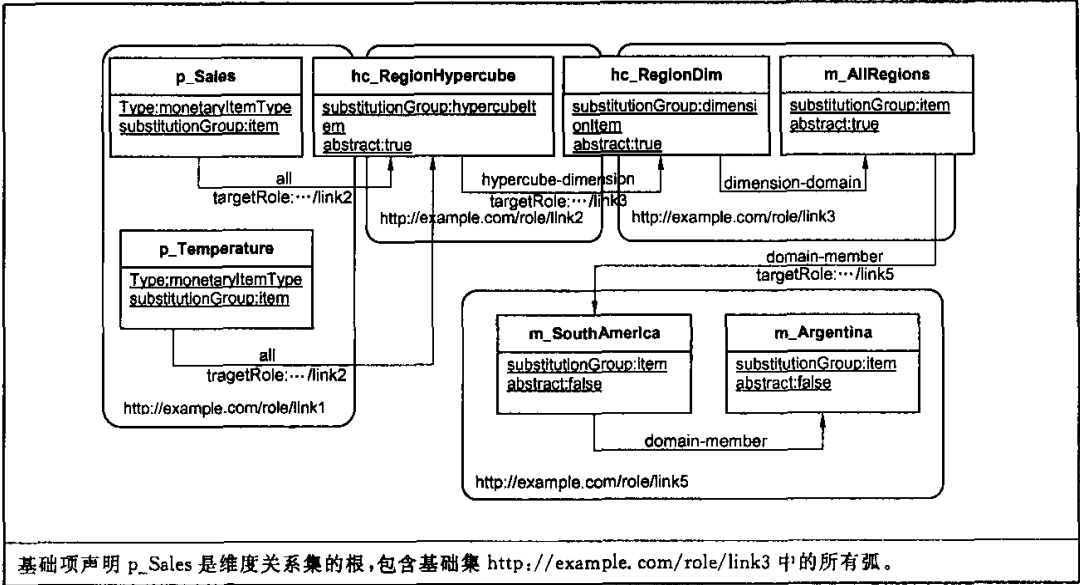 p_Sales
Type:monetaryItemType
substitutionGroup:item
hc_RegionHypercube
substitutionGroup:hypercubeIt
em
abstract:true
hc_RegionDim
substitutionGroup:dimensi
onItem
abstract:true
m_AllRegions
substitutionGroup:item
abstract:true
all
targetRole:…/link2
hypercube-dimension
targetRole:…/link3
dimension-domain
http://example.com/role/link2
http://example.com/role/link3
p_Temperature
Type:monetaryItemType
substitutionGroup:item
domain-member
targetRole:…/link5
all
tragetRole:…/link2
http://example.com/role/link1
m_SouthAmerica
substitutionGroup:item
abstract:false
m_Argentina
substitutionGroup:item
abstract:false
domain-member
http://example.com/role/link5
基础项声明 p_Sales 是维度关系集的根,包含基础集 http://example.com/role/link3 中的所有弧。